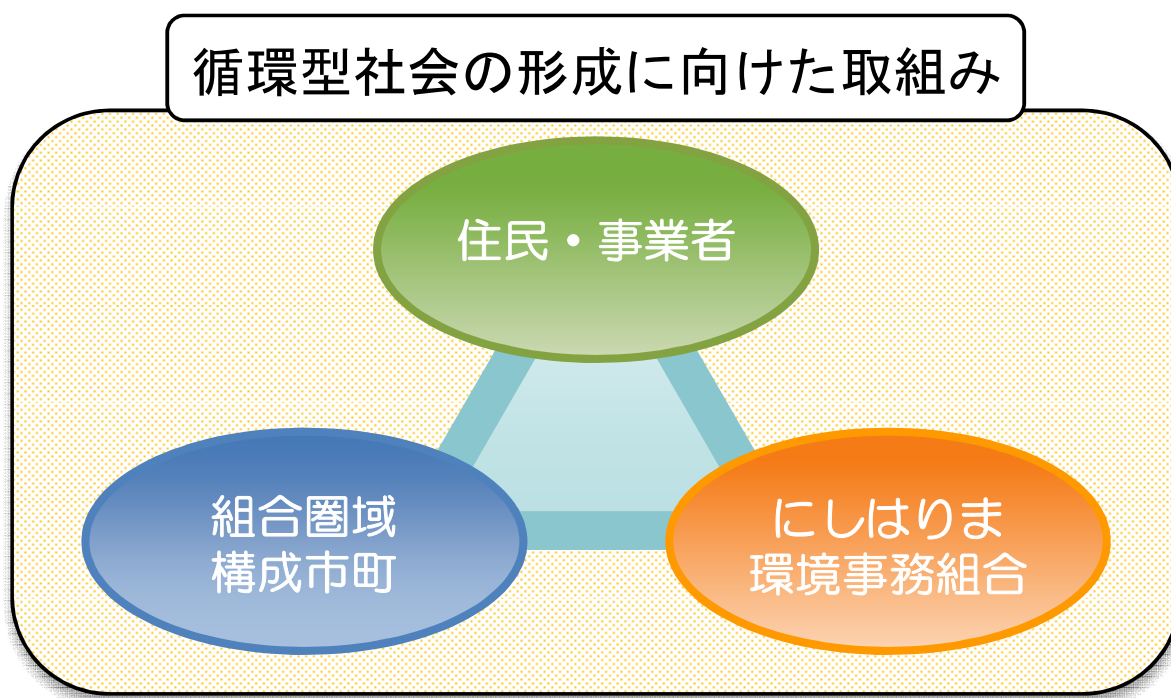 循環型社会の形成に向けた取組み
住民・事業者
組合圏域
構成市町
にしはりま
環境事務組合